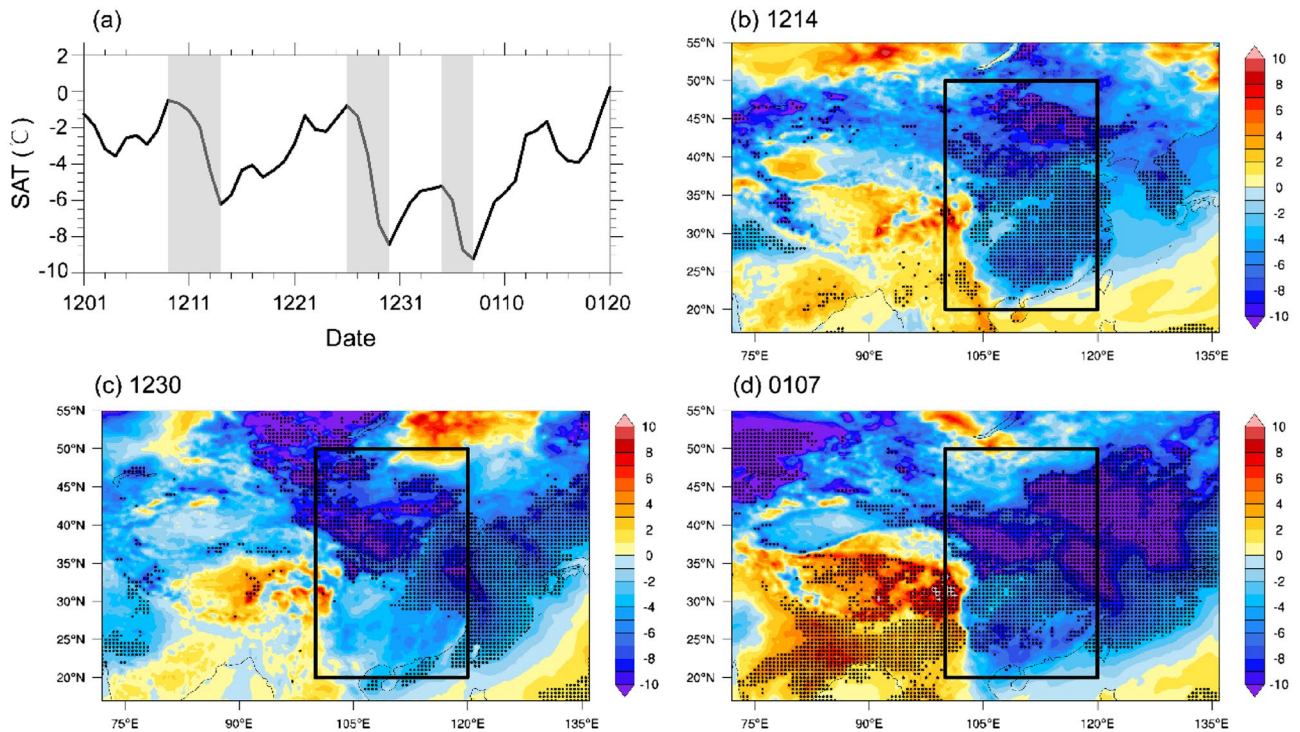 (a)
2
0
-2
-4
-6
-8
-10
SAT (℃)
1201 1211 1221 1231 0110 0120
Date
(b) 1214
55°N
50°N
45°N
40°N
35°N
30°N
25°N
20°N
75°E 90°E 105°E 120°E 135°E
10
8
6
4
2
0
-2
-4
-6
-8
-10
(c) 1230
55°N
50°N
45°N
40°N
35°N
30°N
25°N
20°N
75°E 90°E 105°E 120°E 135°E
10
8
6
4
2
0
-2
-4
-6
-8
-10
(d) 0107
55°N
50°N
45°N
40°N
35°N
30°N
25°N
20°N
75°E 90°E 105°E 120°E 135°E
10
8
6
4
2
0
-2
-4
-6
-8
-10